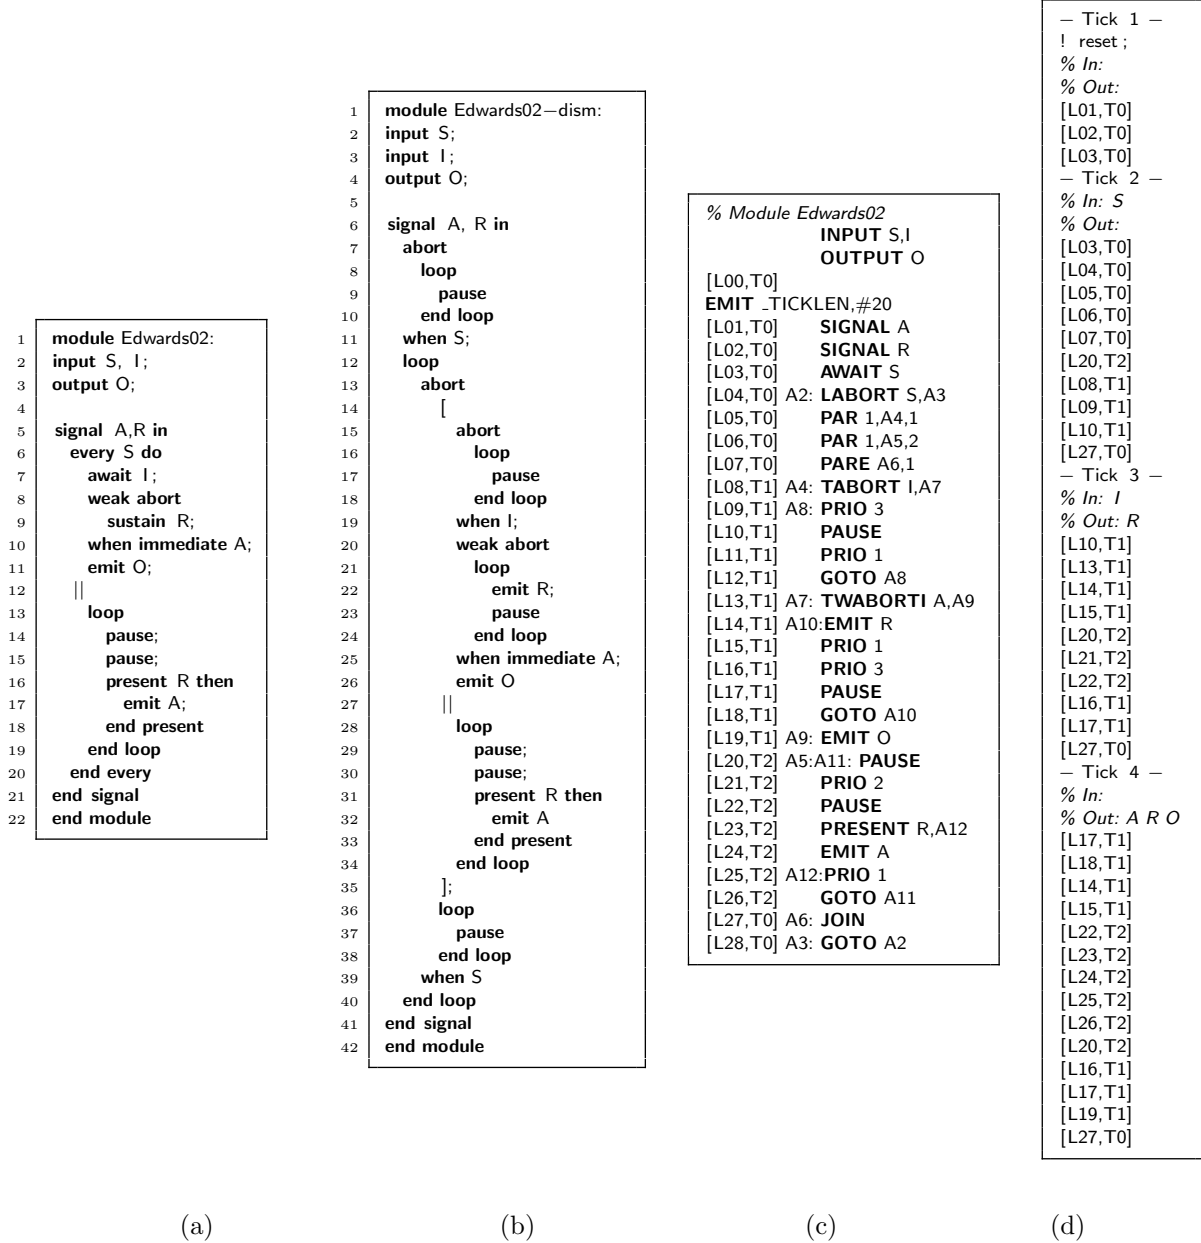 1 module Edwards02:
2 input S, I;
3 output O;
4
5 signal A,R in
6 every S do
7 await I;
8 weak abort
9 sustain R;
10 when immediate A;
11 emit O;
12 ||
13 loop
14 pause;
15 pause;
16 present R then
17 emit A;
18 end present
19 end loop
20 end every
21 end signal
22 end module
(a)
1 module Edwards02−dism:
2 input S;
3 input I;
4 output O;
5
6 signal A, R in
7 abort
8 loop
9 pause
10 end loop
11 when S;
12 loop
13 abort
14 [
15 abort
16 loop
17 pause
18 end loop
19 when I;
20 weak abort
21 loop
22 emit R;
23 pause
24 end loop
25 when immediate A;
26 emit O
27 ||
28 loop
29 pause;
30 pause;
31 present R then
32 emit A
33 end present
34 end loop
35 ];
36 loop
37 pause
38 end loop
39 when S
40 end loop
41 end signal
42 end module
(b)
% Module Edwards02
INPUT S,I
OUTPUT O
[L00,T0]
EMIT _TICKLEN,#20
[L01,T0] SIGNAL A
[L02,T0] SIGNAL R
[L03,T0] AWAIT S
[L04,T0] A2: LABORT S,A3
[L05,T0] PAR 1,A4,1
[L06,T0] PAR 1,A5,2
[L07,T0] PARE A6,1
[L08,T1] A4: TABORT I,A7
[L09,T1] A8: PRIO 3
[L10,T1] PAUSE
[L11,T1] PRIO 1
[L12,T1] GOTO A8
[L13,T1] A7: TWABORTI A,A9
[L14,T1] A10:EMIT R
[L15,T1] PRIO 1
[L16,T1] PRIO 3
[L17,T1] PAUSE
[L18,T1] GOTO A10
[L19,T1] A9: EMIT O
[L20,T2] A5:A11: PAUSE
[L21,T2] PRIO 2
[L22,T2] PAUSE
[L23,T2] PRESENT R,A12
[L24,T2] EMIT A
[L25,T2] A12:PRIO 1
[L26,T2] GOTO A11
[L27,T0] A6: JOIN
[L28,T0] A3: GOTO A2
(c)
− Tick 1 −
! reset ;
% In:
% Out:
[L01,T0]
[L02,T0]
[L03,T0]
− Tick 2 −
% In: S
% Out:
[L03,T0]
[L04,T0]
[L05,T0]
[L06,T0]
[L07,T0]
[L20,T2]
[L08,T1]
[L09,T1]
[L10,T1]
[L27,T0]
− Tick 3 −
% In: I
% Out: R
[L10,T1]
[L13,T1]
[L14,T1]
[L15,T1]
[L20,T2]
[L21,T2]
[L22,T2]
[L16,T1]
[L17,T1]
[L27,T0]
− Tick 4 −
% In:
% Out: A R O
[L17,T1]
[L18,T1]
[L14,T1]
[L15,T1]
[L22,T2]
[L23,T2]
[L24,T2]
[L25,T2]
[L26,T2]
[L20,T2]
[L16,T1]
[L17,T1]
[L19,T1]
[L27,T0]
(d)